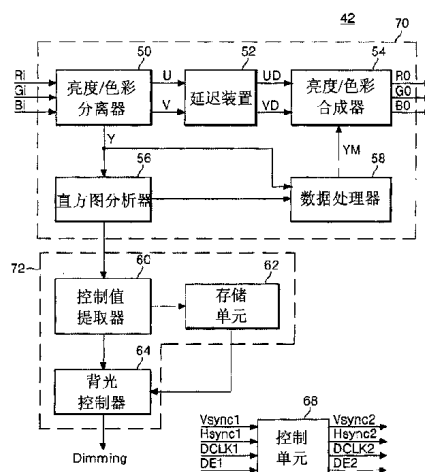 42
70
50
52
54
Ri
Gi
Bi
亮度/色彩
分离器
U
V
延迟装置
UD
VD
亮度/色彩
合成器
R0
G0
B0
Y
YM
56
58
直方图分析器
数据处理器
72
60
62
控制值
提取器
存储
单元
64
背光
控制器
Dimming
68
Vsync1
Hsync1
DCLK1
DE1
控制
单元
Vsync2
Hsync2
DCLK2
DE2